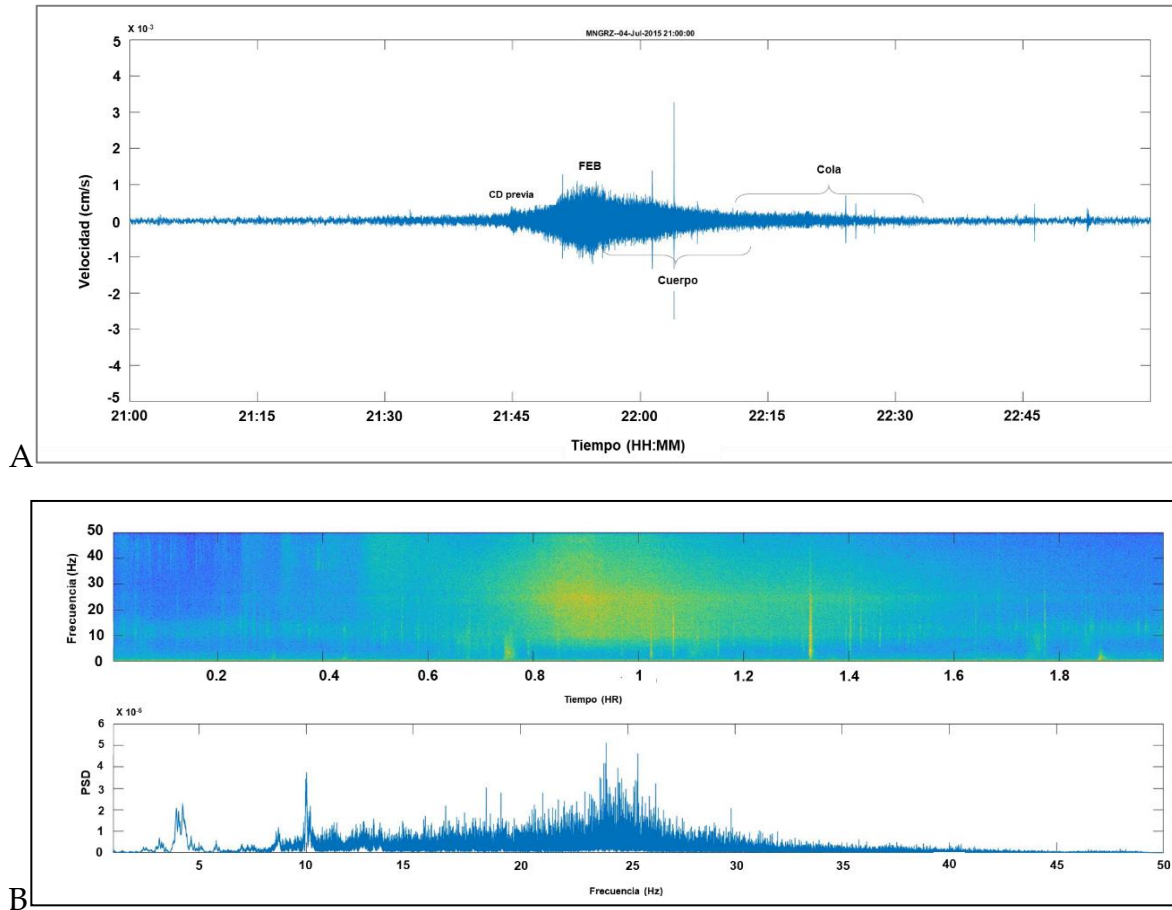 MNGRZ--04-Jul-2015 21:00:00
X 10⁻³
5
4
3
2
1
0
-1
-2
-3
-4
-5
Velocidad (cm/s)
CD previa
FEB
Cuerpo
Cola
21:00 21:15 21:30 21:45 22:00 22:15 22:30 22:45
Tiempo (HH:MM)
A
50
40
30
20
10
0
Frecuencia (Hz)
0.2 0.4 0.6 0.8 1 1.2 1.4 1.6 1.8
Tiempo (HR)
6
5
4
3
2
1
0
PSD
5 10 15 20 25 30 35 40 45 50
Frecuencia (Hz)
B